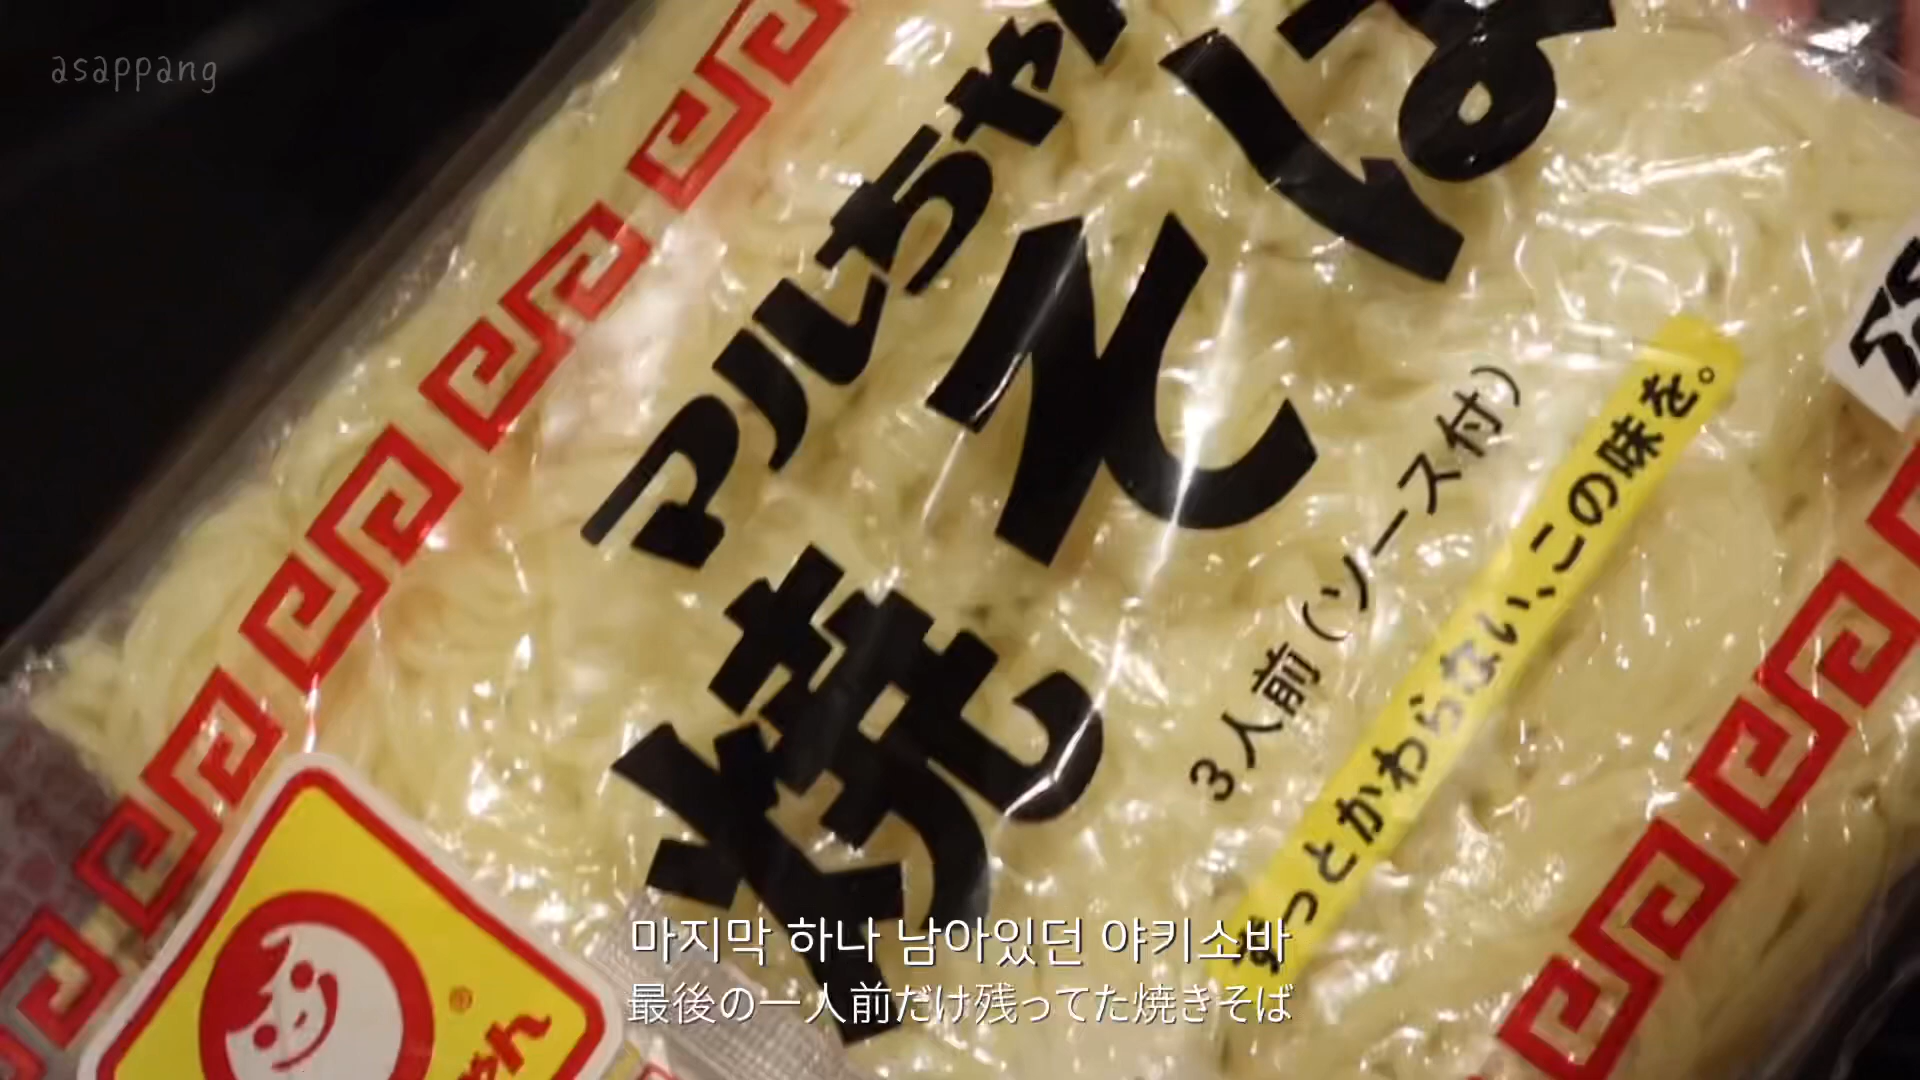 asappang
マルちゃん
焼そば
3人前(ソース付)
ずっとかわらない、この味を。
ちゃん
®
마지막 하나 남아있던 야키소바
最後の一人前だけ残ってた焼きそば